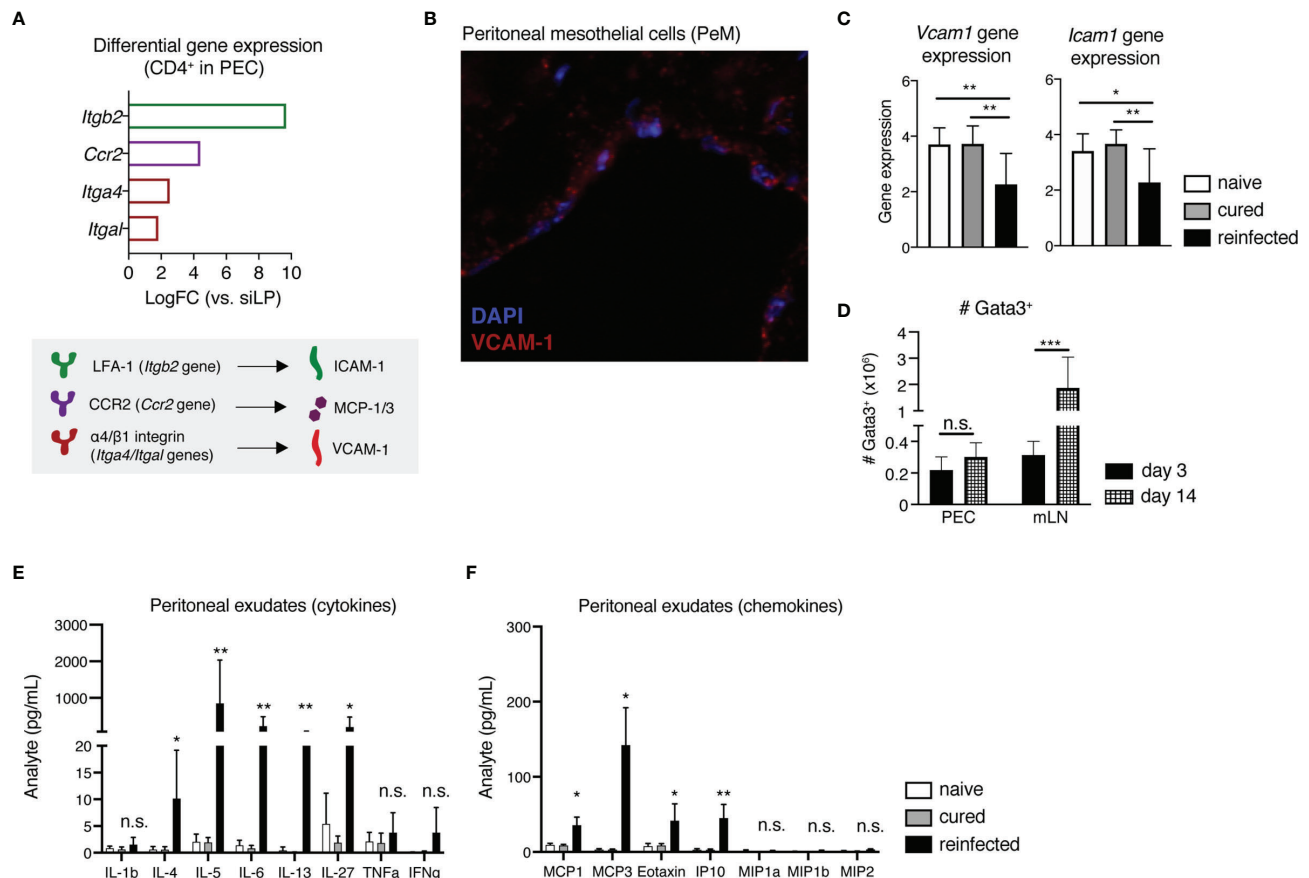 A
Differential gene expression
(CD4⁺ in PEC)
Itgb2
Ccr2
Itga4
Itgal
0 2 4 6 8 10
LogFC (vs. siLP)
LFA-1 (Itgb2 gene)
ICAM-1
CCR2 (Ccr2 gene)
MCP-1/3
α4/β1 integrin
(Itga4/Itgal genes)
VCAM-1
B
Peritoneal mesothelial cells (PeM)
DAPI
VCAM-1
C
Vcam1 gene
expression
Icam1 gene
expression
Gene expression
6
4
2
0
**
**
6
4
2
0
*
**
naive
cured
reinfected
D
# Gata3⁺
# Gata3⁺ (x10⁶)
4
3
2
1
0.6
0.4
0.2
0
n.s.
***
PEC mLN
day 3
day 14
E
Peritoneal exudates (cytokines)
Analyte (pg/mL)
3000
2000
1000
20
15
10
5
0
n.s. * ** ** ** * n.s. n.s.
IL-1b IL-4 IL-5 IL-6 IL-13 IL-27 TNFa IFNg
F
Peritoneal exudates (chemokines)
Analyte (pg/mL)
300
200
100
0
* * * ** n.s. n.s. n.s.
MCP1 MCP3 Eotaxin IP10 MIP1a MIP1b MIP2
naive
cured
reinfected